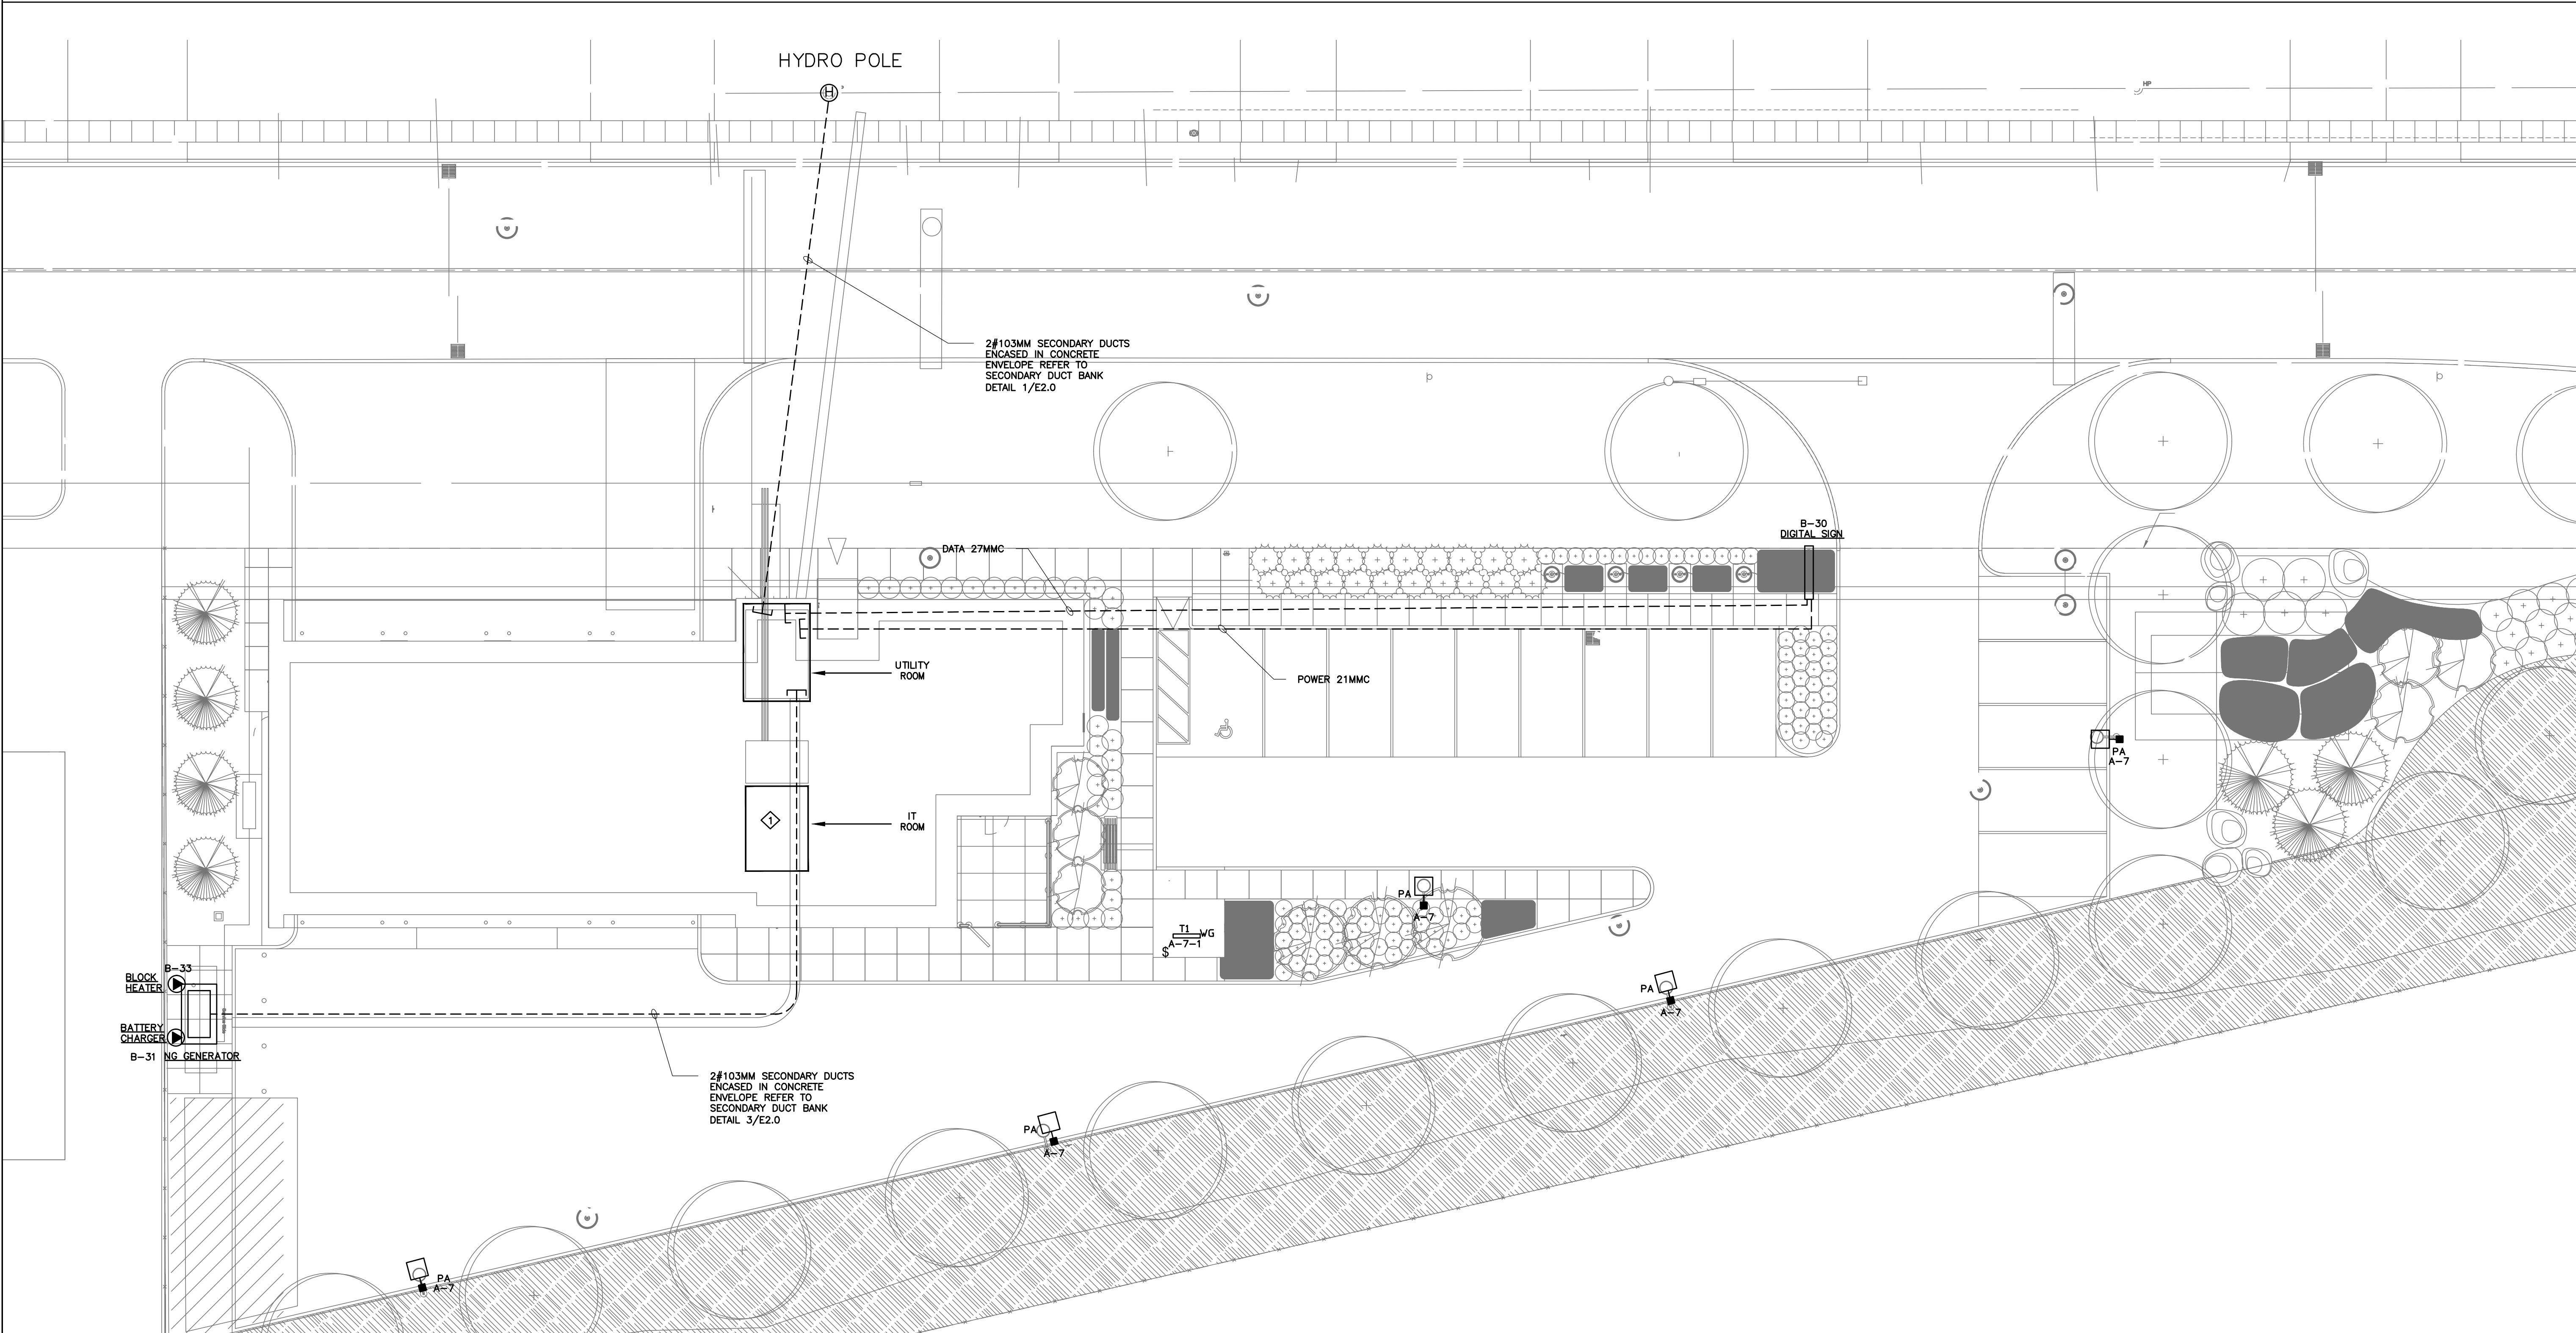 HYDRO POLE
H
HP
2#103MM SECONDARY DUCTS
ENCASED IN CONCRETE
ENVELOPE REFER TO
SECONDARY DUCT BANK
DETAIL 1/E2.0
B-30
DIGITAL SIGN
DATA 27MMC
UTILITY
ROOM
POWER 21MMC
PA
A-7
IT
ROOM
1
PA
A-7
T1
WG
A-7-1
$
B-33
BLOCK
HEATER
PA
A-7
BATTERY
CHARGER
B-31 NG GENERATOR
2#103MM SECONDARY DUCTS
ENCASED IN CONCRETE
ENVELOPE REFER TO
SECONDARY DUCT BANK
DETAIL 3/E2.0
PA
A-7
PA
A-7